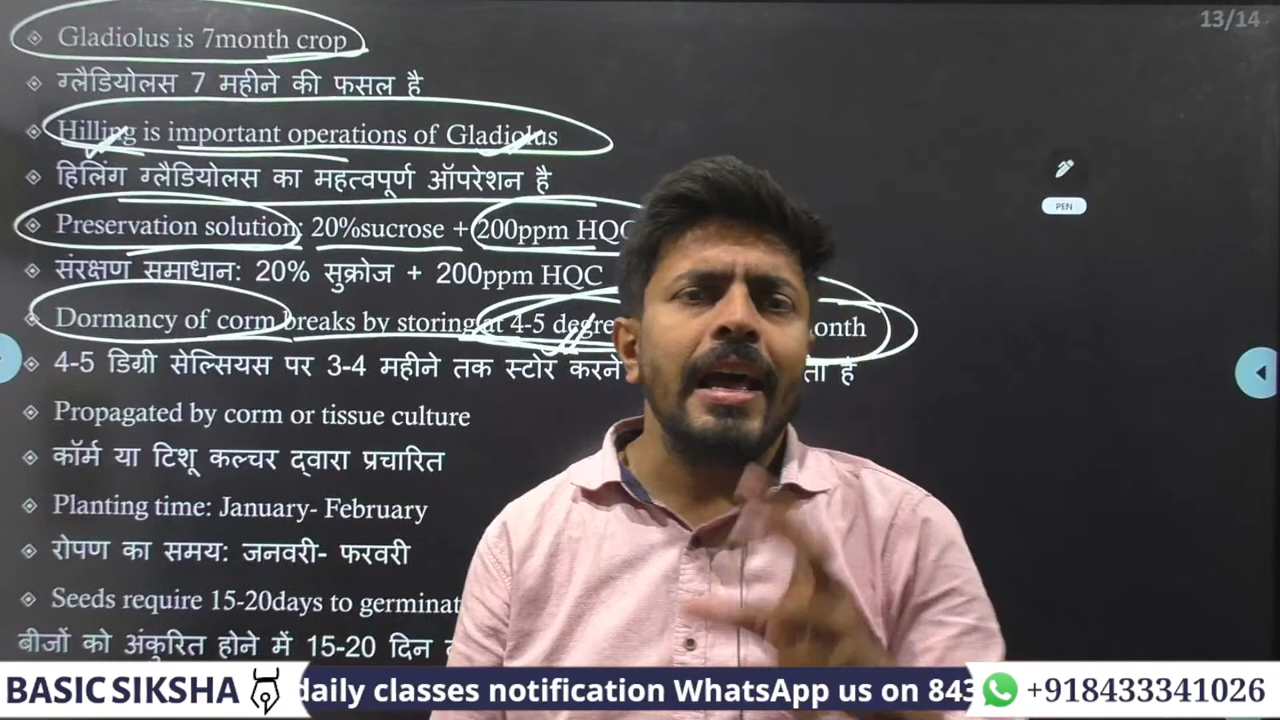 13/14
Gladiolus is 7month crop
ग्लैडियोलस 7 महीने की फसल है
Hilling is important operations of Gladiolus
हिलिंग ग्लैडियोलस का महत्वपूर्ण ऑपरेशन है
Preservation solution: 20%sucrose + 200ppm HQC
संरक्षण समाधान: 20% सुक्रोज + 200ppm HQC
Dormancy of corm breaks by storing at 4-5
4-5 डिग्री सेल्सियस पर 3-4 महीने तक स्टोर करने है
Propagated by corm or tissue culture
कॉर्म या टिशू कल्चर द्वारा प्रचारित
Planting time: January- February
रोपण का समय: जनवरी- फरवरी
Seeds require 15-20days to
बीजों को अंकुरित होने में 15-20 दिन
PEN
BASIC SIKSHA daily classes notification WhatsApp us on 843 +918433341026